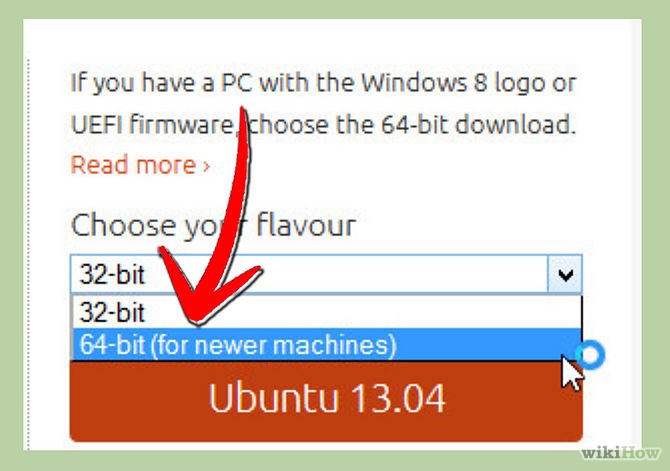 If you have a PC with the Windows 8 logo or
UEFI firmware, choose the 64-bit download.
Read more ›
Choose your flavour
32-bit
32-bit
64-bit (for newer machines)
Ubuntu 13.04
wikiHow